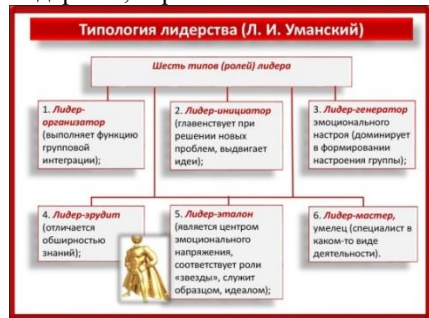 Типология лидерства (Л. И. Уманский)
Шесть типов (ролей) лидера
1. Лидер-
организатор
(выполняет функцию
групповой
интеграции);
2. Лидер-инициатор
(главенствует при
решении новых
проблем, выдвигает
идеи);
3. Лидер-генератор
эмоционального
настроя (доминирует
в формировании
настроения группы);
4. Лидер-эрудит
(отличается
обширностью
знаний);
5. Лидер-эталон
(является центром
эмоционального
напряжения,
соответствует роли
«звезды», служит
образцом, идеалом);
6. Лидер-мастер,
умелец (специалист в
каком-то виде
деятельности).